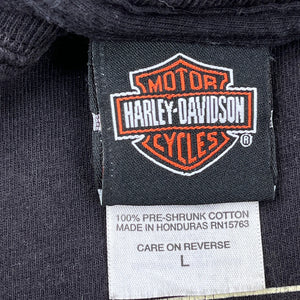 MOTOR
HARLEY-DAVIDSON
CYCLES
®
100% PRE-SHRUNK COTTON
MADE IN HONDURAS RN15763
CARE ON REVERSE
L